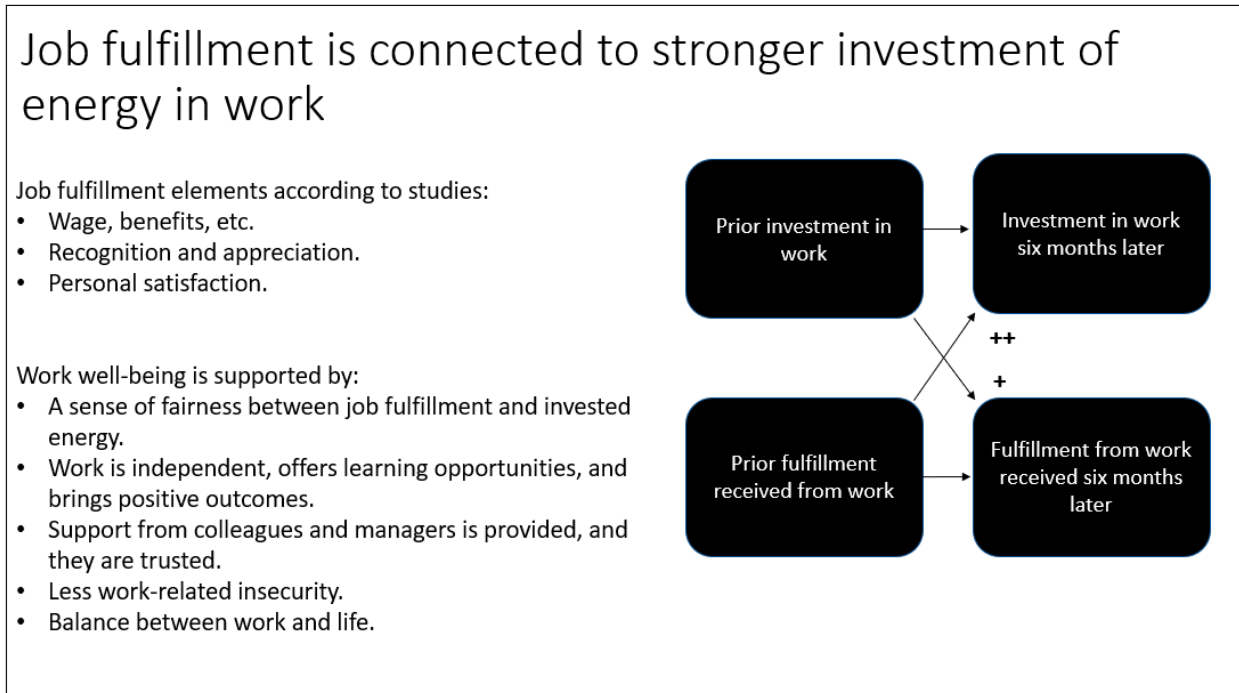 Job fulfillment is connected to stronger investment of
energy in work
Job fulfillment elements according to studies:
• Wage, benefits, etc.
• Recognition and appreciation.
• Personal satisfaction.
Work well-being is supported by:
• A sense of fairness between job fulfillment and invested
energy.
• Work is independent, offers learning opportunities, and
brings positive outcomes.
• Support from colleagues and managers is provided, and
they are trusted.
• Less work-related insecurity.
• Balance between work and life.
Prior investment in
work
Investment in work
six months later
++
+
Prior fulfillment
received from work
Fulfillment from work
received six months
later